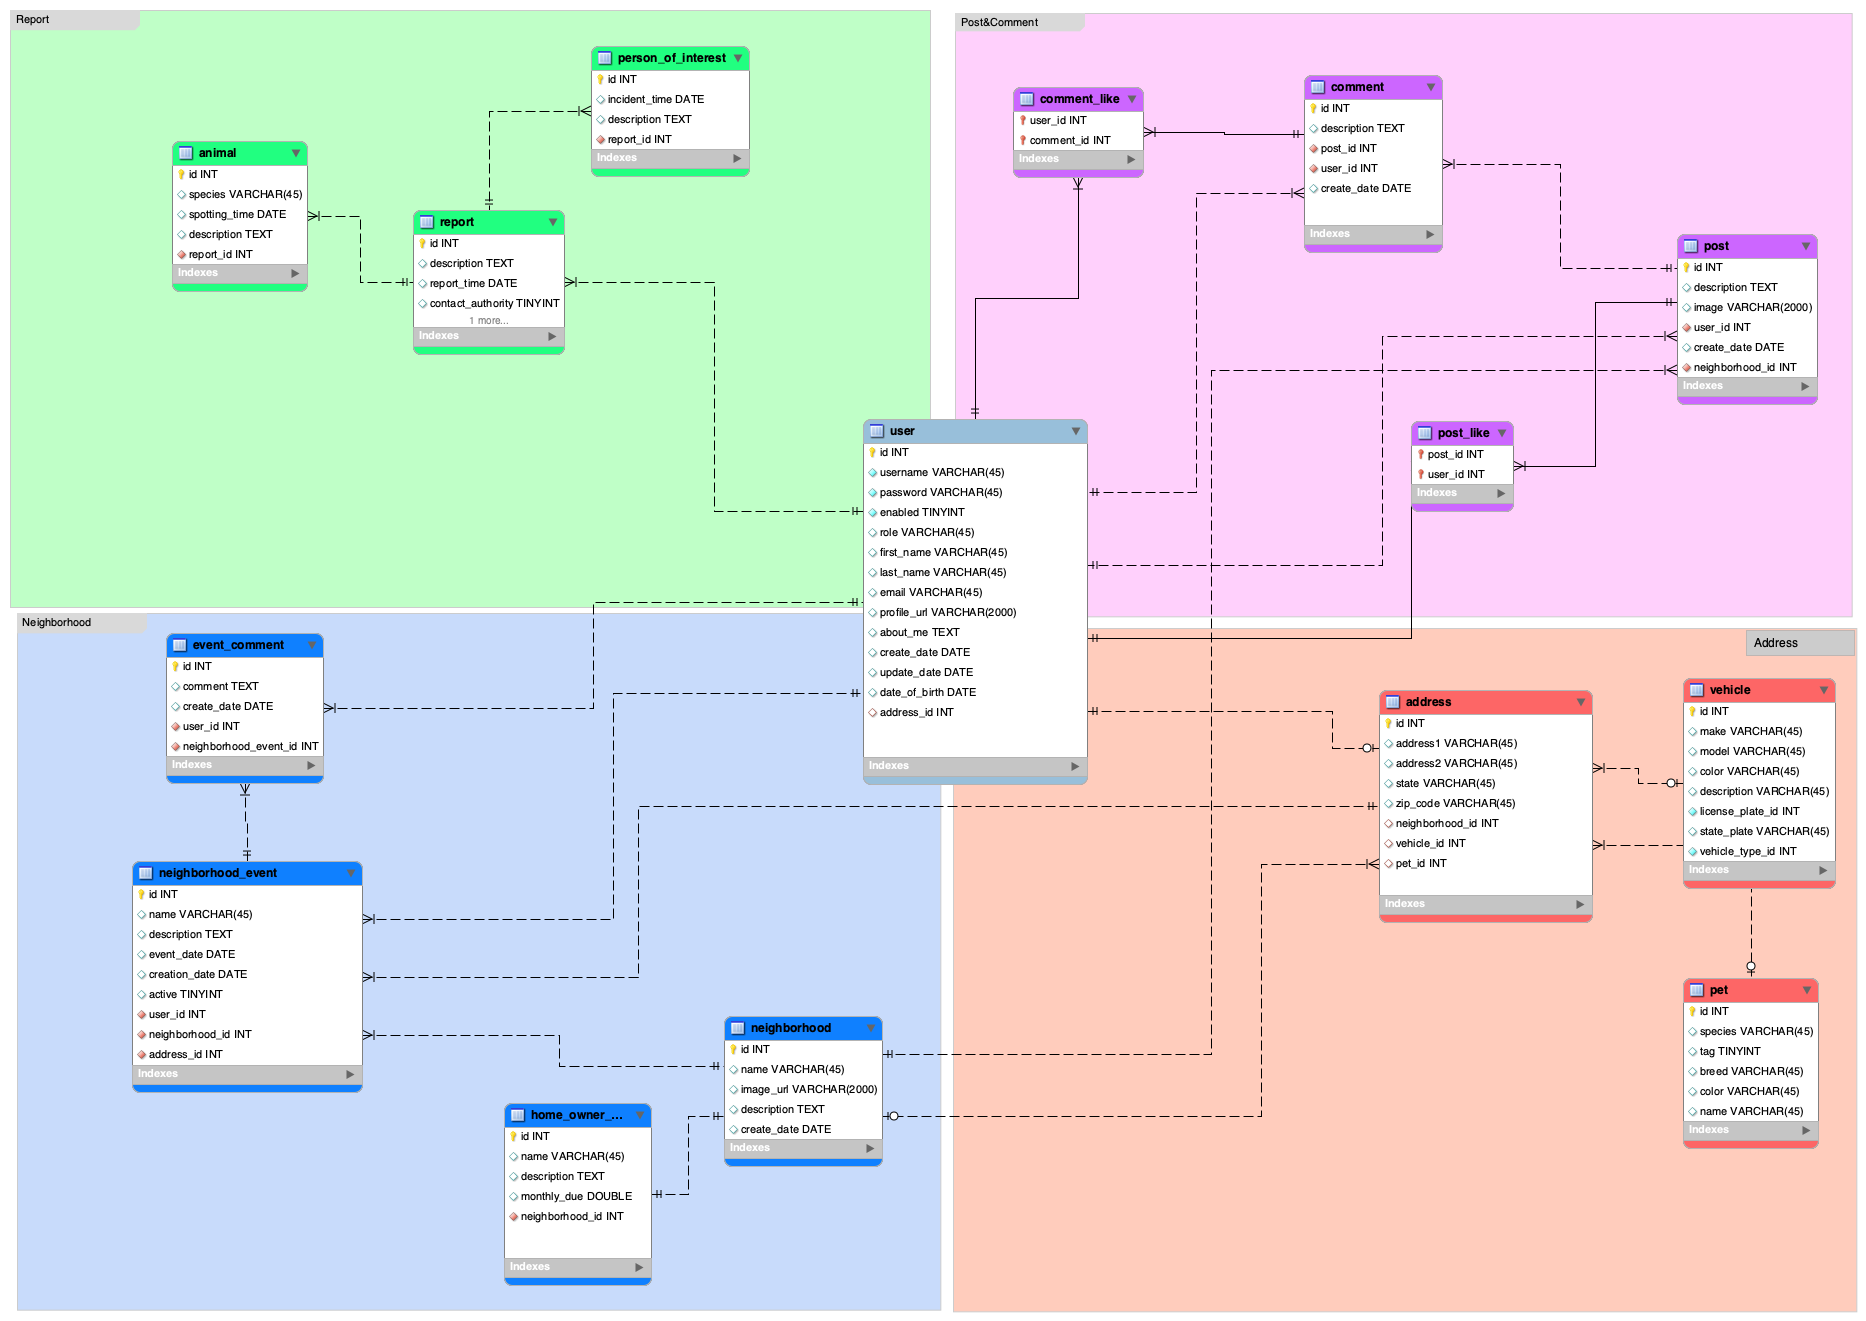 Report
person_of_interest
id INT
incident_time DATE
description TEXT
report_id INT
Indexes
animal
id INT
species VARCHAR(45)
spotting_time DATE
description TEXT
report_id INT
Indexes
report
id INT
description TEXT
report_time DATE
contact_authority TINYINT
1 more...
Indexes
Post&Comment
comment_like
user_id INT
comment_id INT
Indexes
comment
id INT
description TEXT
post_id INT
user_id INT
create_date DATE
Indexes
post
id INT
description TEXT
image VARCHAR(2000)
user_id INT
create_date DATE
neighborhood_id INT
Indexes
post_like
post_id INT
user_id INT
Indexes
user
id INT
username VARCHAR(45)
password VARCHAR(45)
enabled TINYINT
role VARCHAR(45)
first_name VARCHAR(45)
last_name VARCHAR(45)
email VARCHAR(45)
profile_url VARCHAR(2000)
about_me TEXT
create_date DATE
update_date DATE
date_of_birth DATE
address_id INT
Indexes
Neighborhood
event_comment
id INT
comment TEXT
create_date DATE
user_id INT
neighborhood_event_id INT
Indexes
neighborhood_event
id INT
name VARCHAR(45)
description TEXT
event_date DATE
creation_date DATE
active TINYINT
user_id INT
neighborhood_id INT
address_id INT
Indexes
neighborhood
id INT
name VARCHAR(45)
image_url VARCHAR(2000)
description TEXT
create_date DATE
Indexes
home_owner_...
id INT
name VARCHAR(45)
description TEXT
monthly_due DOUBLE
neighborhood_id INT
Indexes
Address
address
id INT
address1 VARCHAR(45)
address2 VARCHAR(45)
state VARCHAR(45)
zip_code VARCHAR(45)
neighborhood_id INT
vehicle_id INT
pet_id INT
Indexes
vehicle
id INT
make VARCHAR(45)
model VARCHAR(45)
color VARCHAR(45)
description VARCHAR(45)
license_plate_id INT
state_plate VARCHAR(45)
vehicle_type_id INT
Indexes
pet
id INT
species VARCHAR(45)
tag TINYINT
breed VARCHAR(45)
color VARCHAR(45)
name VARCHAR(45)
Indexes